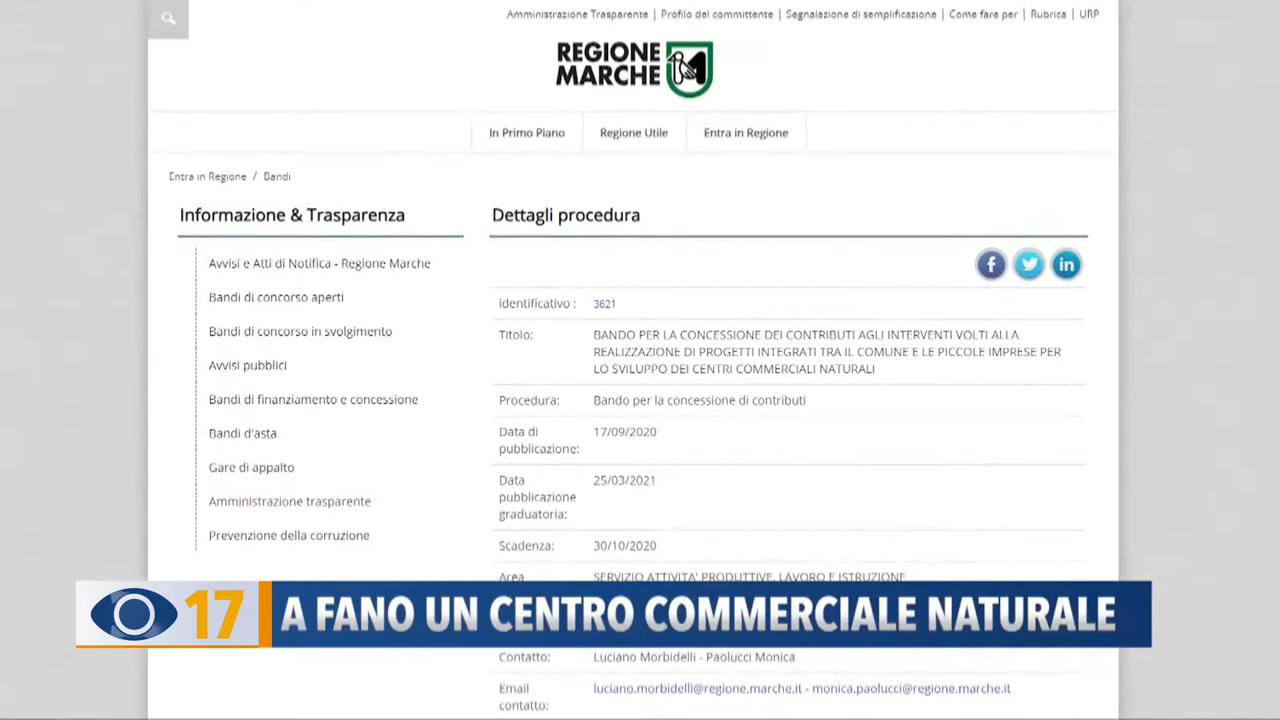 Amministrazione Trasparente | Profilo del committente | Segnalazione di semplificazione | Come fare per | Rubrica | URP
REGIONE
MARCHE
In Primo Piano
Regione Utile
Entra in Regione
Entra in Regione / Bandi
Informazione & Trasparenza
Avvisi e Atti di Notifica - Regione Marche
Bandi di concorso aperti
Bandi di concorso in svolgimento
Avvisi pubblici
Bandi di finanziamento e concessione
Bandi d'asta
Gare di appalto
Amministrazione trasparente
Prevenzione della corruzione
Dettagli procedura
identificativo : 3621
Titolo: BANDO PER LA CONCESSIONE DEI CONTRIBUTI AGLI INTERVENTI VOLTI ALLA
REALIZZAZIONE DI PROGETTI INTEGRATI TRA IL COMUNE E LE PICCOLE IMPRESE PER
LO SVILUPPO DEI CENTRI COMMERCIALI NATURALI
Procedura: Bando per la concessione di contributi
Data di 17/09/2020
pubblicazione:
Data 25/03/2021
pubblicazione
graduatoria:
Scadenza: 30/10/2020
Area SERVIZIO ATTIVITA' PRODUTTIVE, LAVORO E ISTRUZIONE
17 A FANO UN CENTRO COMMERCIALE NATURALE
Contatto: Luciano Morbidelli - Paolucci Monica
Email luciano.morbidelli@regione.marche.it - monica.paolucci@regione.marche.it
contatto: